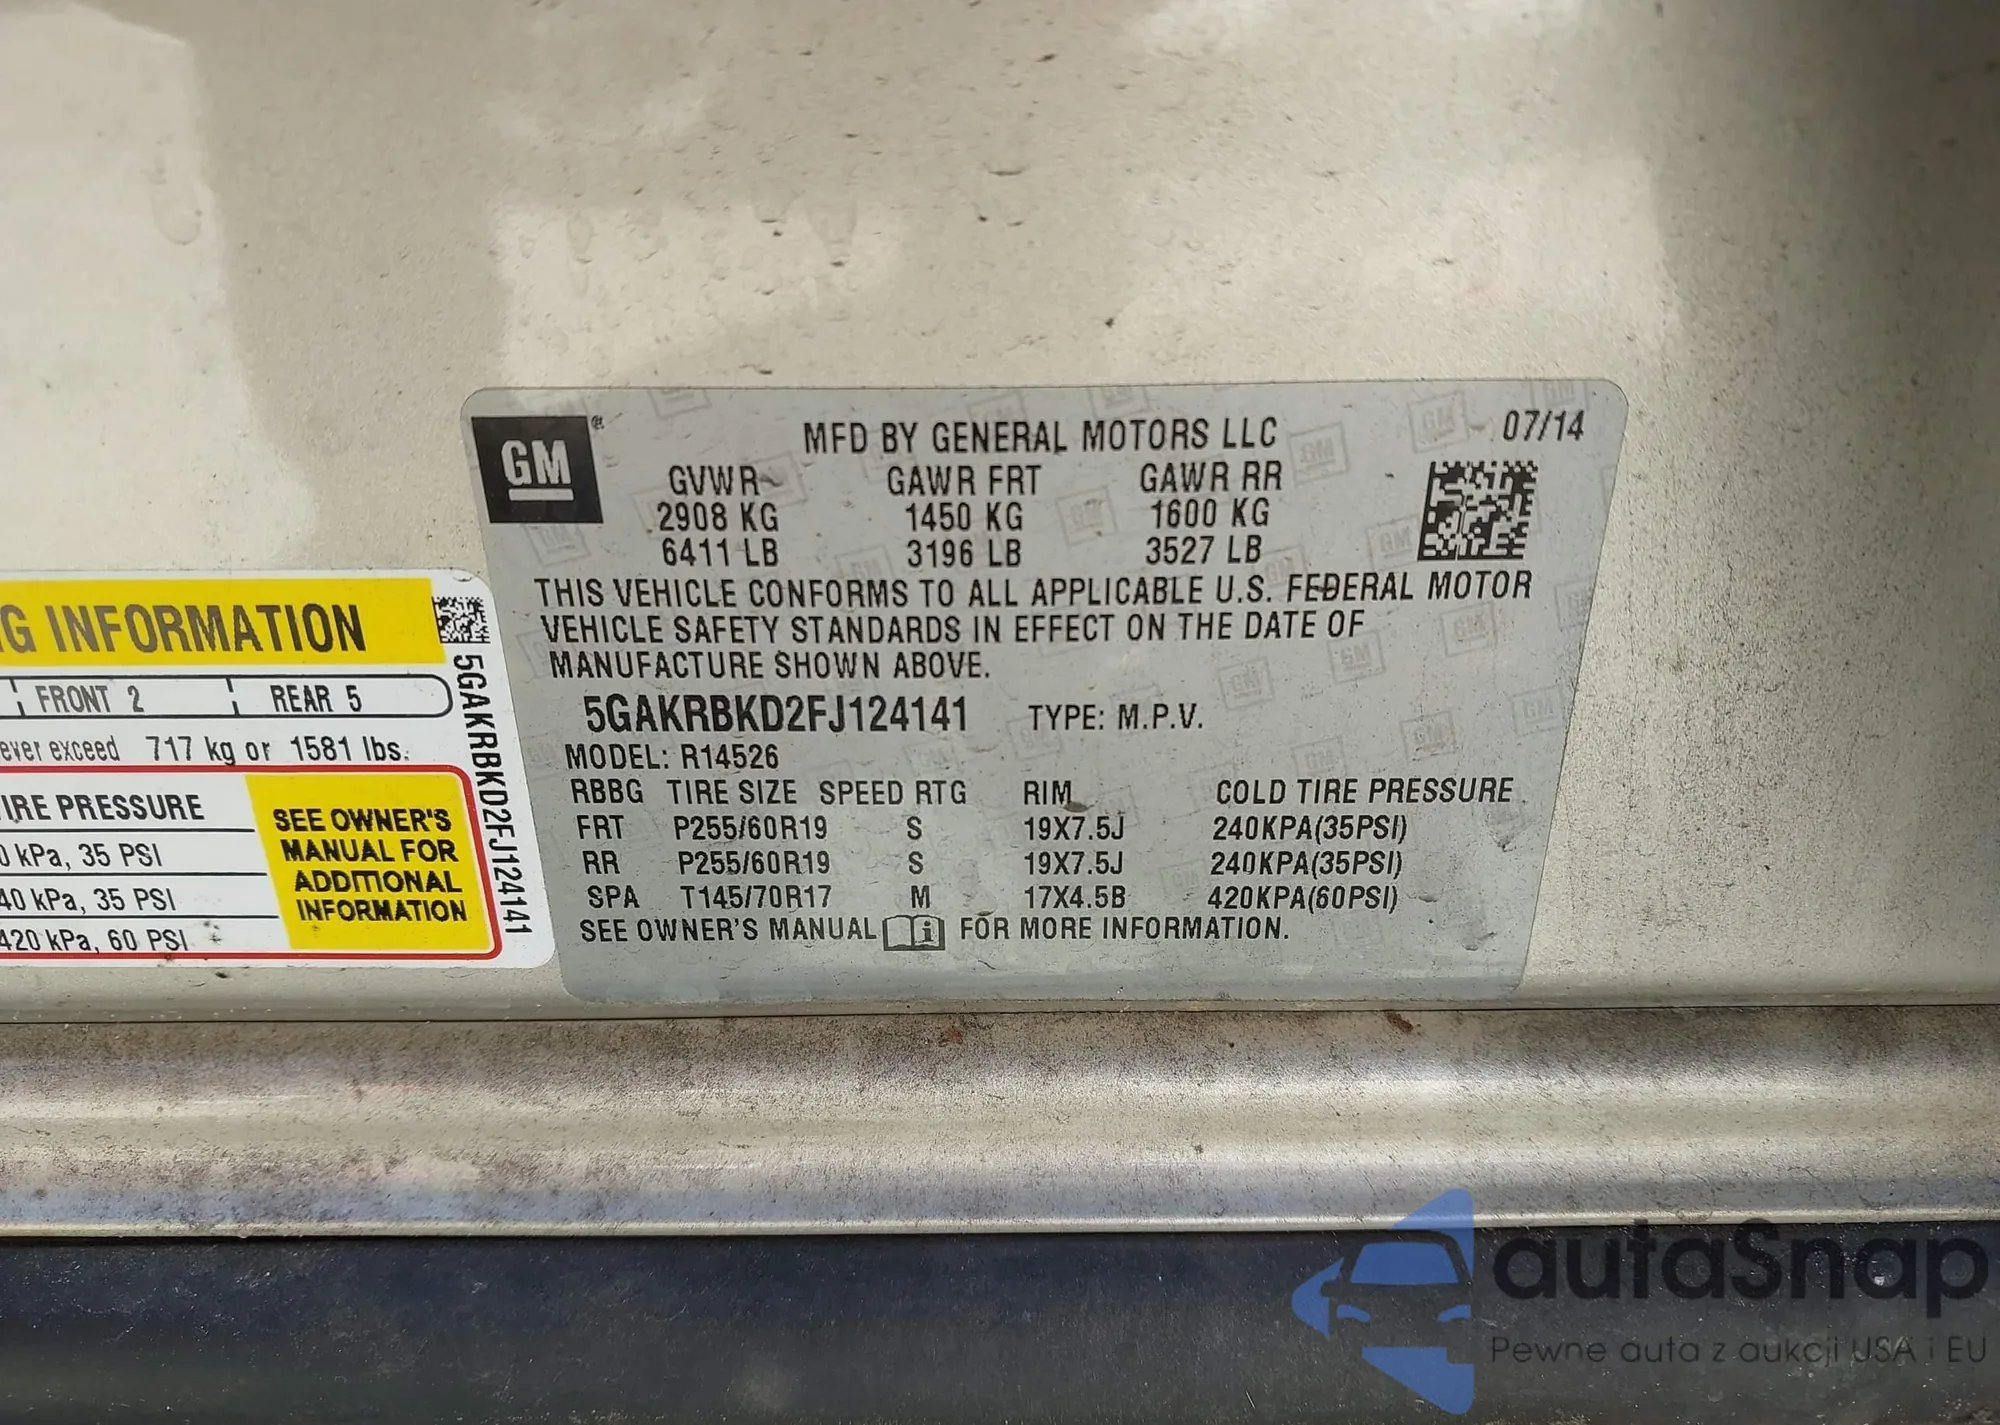 GM
MFD BY GENERAL MOTORS LLC 07/14
GVWR GAWR FRT GAWR RR
2908 KG 1450 KG 1600 KG
6411 LB 3196 LB 3527 LB
THIS VEHICLE CONFORMS TO ALL APPLICABLE U.S. FEDERAL MOTOR
VEHICLE SAFETY STANDARDS IN EFFECT ON THE DATE OF
MANUFACTURE SHOWN ABOVE.
5GAKRBKD2FJ124141 TYPE: M.P.V.
MODEL: R14526
RBBG TIRE SIZE SPEED RTG RIM COLD TIRE PRESSURE
FRT P255/60R19 S 19X7.5J 240KPA(35PSI)
RR P255/60R19 S 19X7.5J 240KPA(35PSI)
SPA T145/70R17 M 17X4.5B 420KPA(60PSI)
SEE OWNER'S MANUAL FOR MORE INFORMATION.
G INFORMATION
FRONT 2 REAR 5
ever exceed 717 kg or 1581 lbs.
IRE PRESSURE
0 kPa, 35 PSI
40 kPa, 35 PSI
420 kPa, 60 PSI
SEE OWNER'S
MANUAL FOR
ADDITIONAL
INFORMATION
5GAKRBKD2FJ124141
autoSnap
Pewne auta z aukcji USA i EU